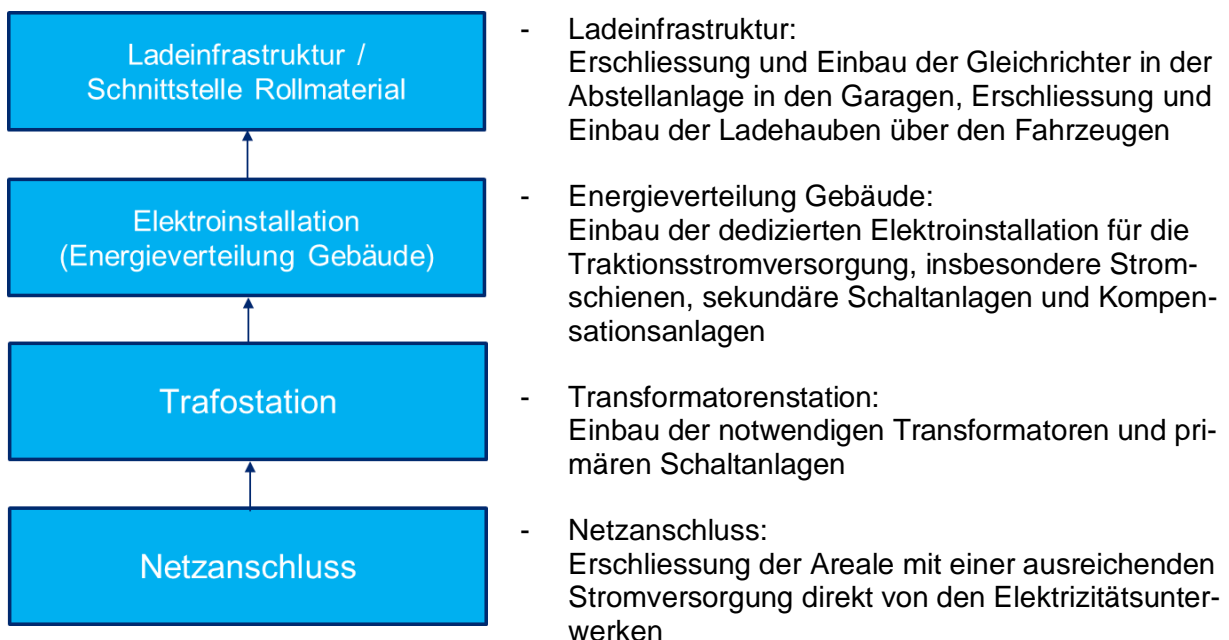 Ladeinfrastruktur /
Schnittstelle Rollmaterial
- Ladeinfrastruktur:
Erschliessung und Einbau der Gleichrichter in der
Abstellanlage in den Garagen, Erschliessung und
Einbau der Ladehauben über den Fahrzeugen
Elektroinstallation
(Energieverteilung Gebäude)
- Energieverteilung Gebäude:
Einbau der dedizierten Elektroinstallation für die
Traktionsstromversorgung, insbesondere Strom-
schienen, sekundäre Schaltanlagen und Kompen-
sationsanlagen
Trafostation
- Transformatorenstation:
Einbau der notwendigen Transformatoren und pri-
mären Schaltanlagen
Netzanschluss
- Netzanschluss:
Erschliessung der Areale mit einer ausreichenden
Stromversorgung direkt von den Elektrizitätsunter-
werken